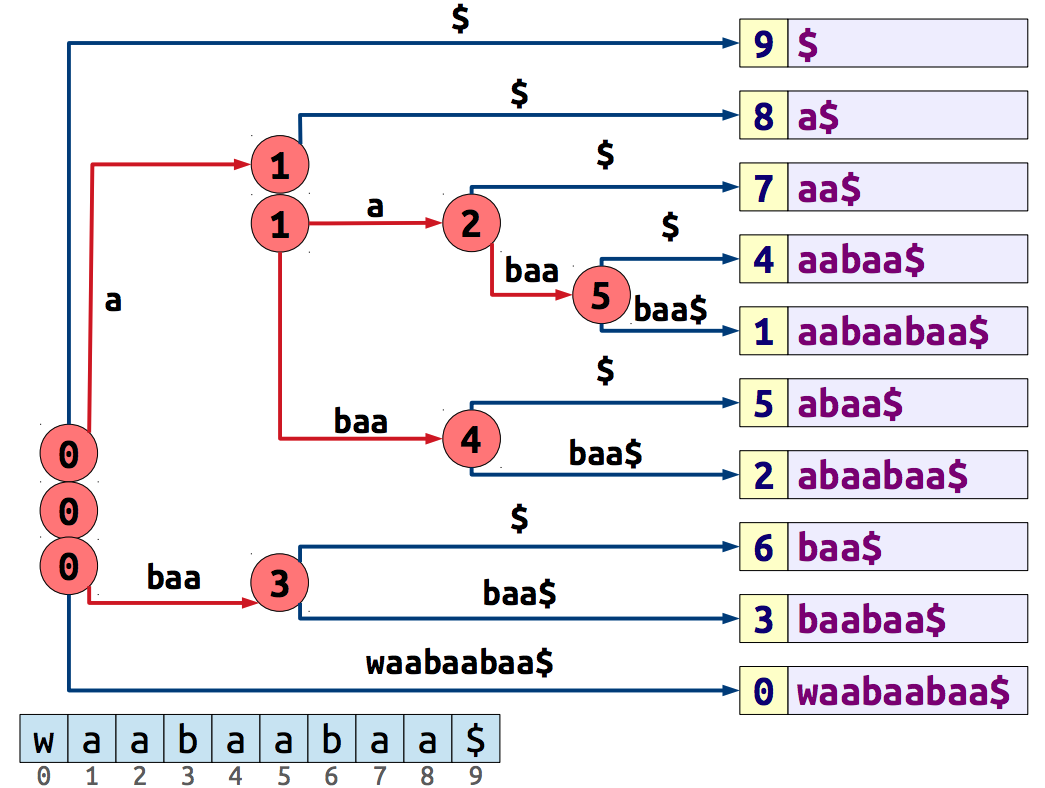 $
9 $
$
8 a$
1
$
7 aa$
1 a 2
$
4 aabaa$
baa 5
a
baa$
1 aabaabaa$
$
5 abaa$
baa 4
0
baa$
2 abaabaa$
0
$
6 baa$
0
baa 3
baa$
3 baabaa$
waabaabaa$
0 waabaabaa$
w a a b a a b a a $
0 1 2 3 4 5 6 7 8 9